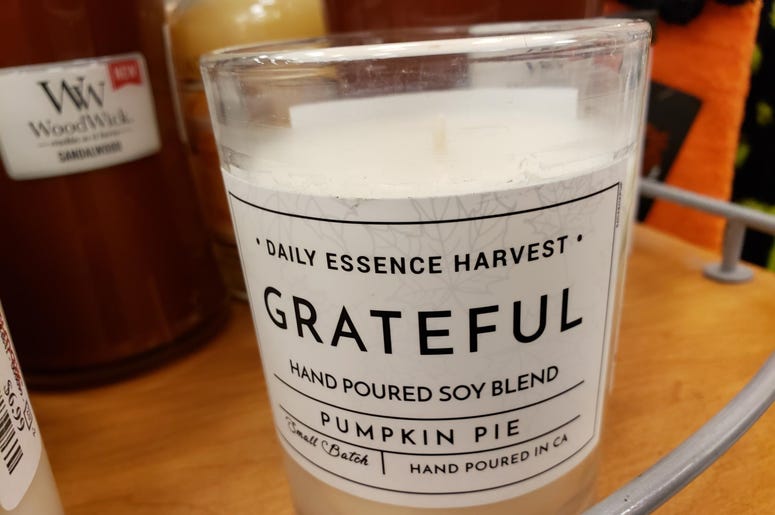 NEW
WW
WoodWick
SANDALWOOD
• DAILY ESSENCE HARVEST •
GRATEFUL
HAND POURED SOY BLEND
PUMPKIN PIE
Small Batch
HAND POURED IN CA